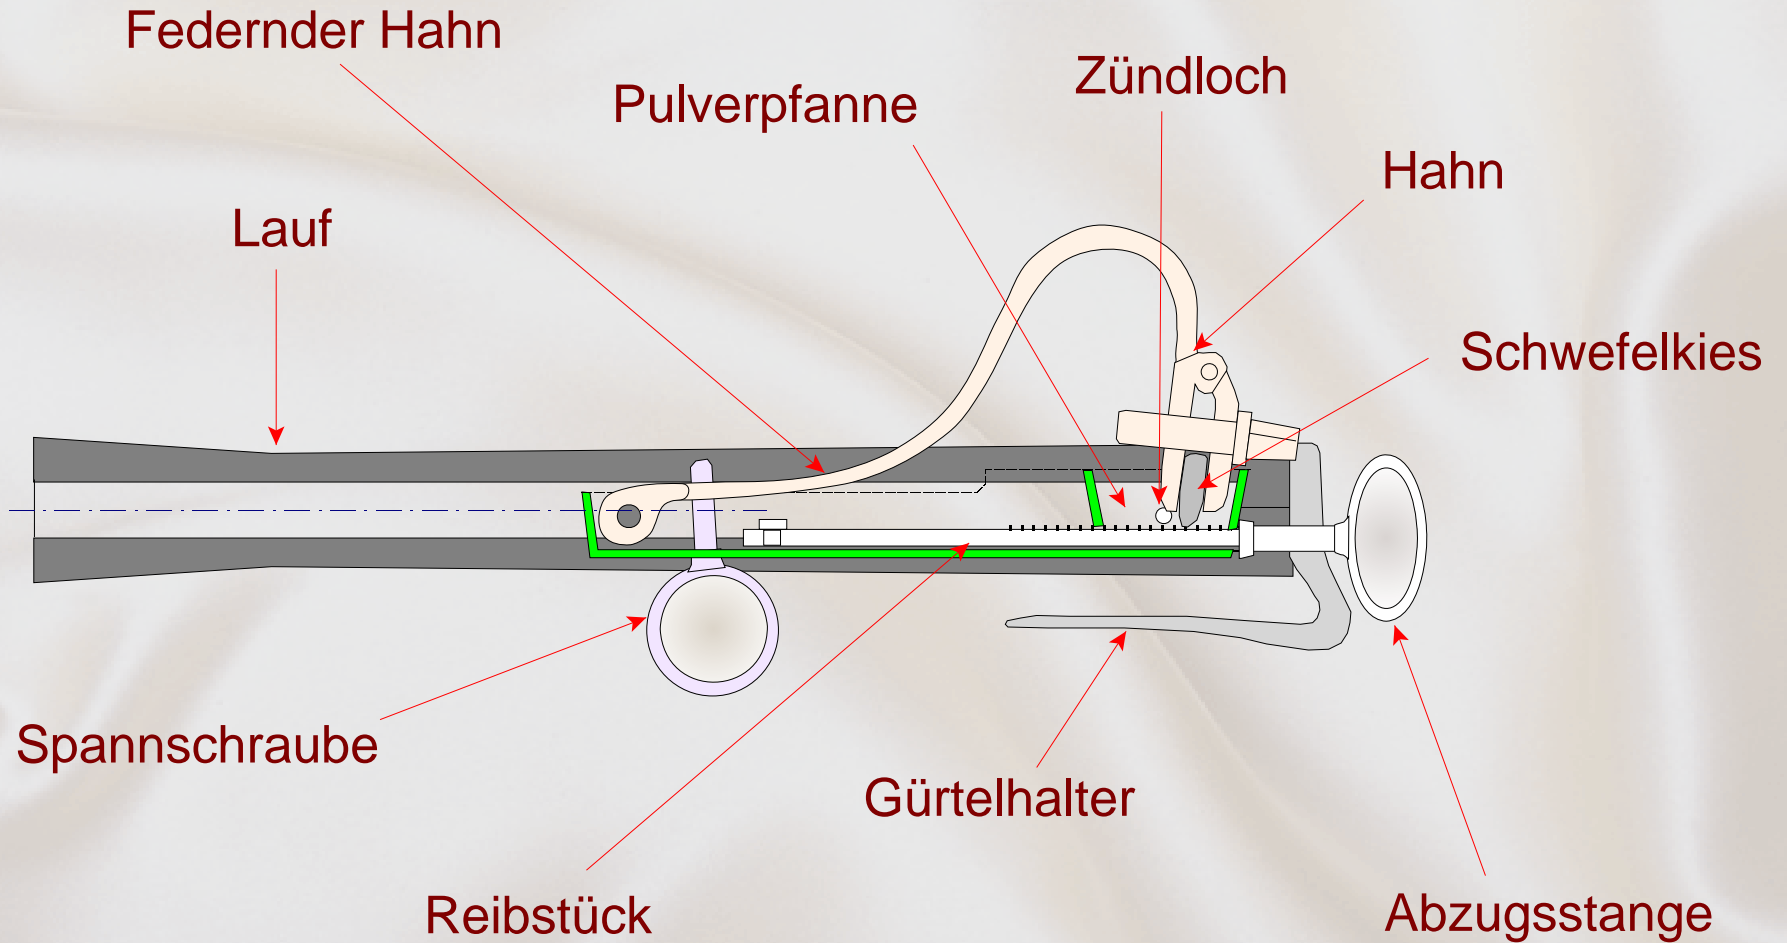 Federnder Hahn
Zündloch
Pulverpfanne
Hahn
Lauf
Schwefelkies
Spannschraube
Gürtelhalter
Reibstück
Abzugsstange